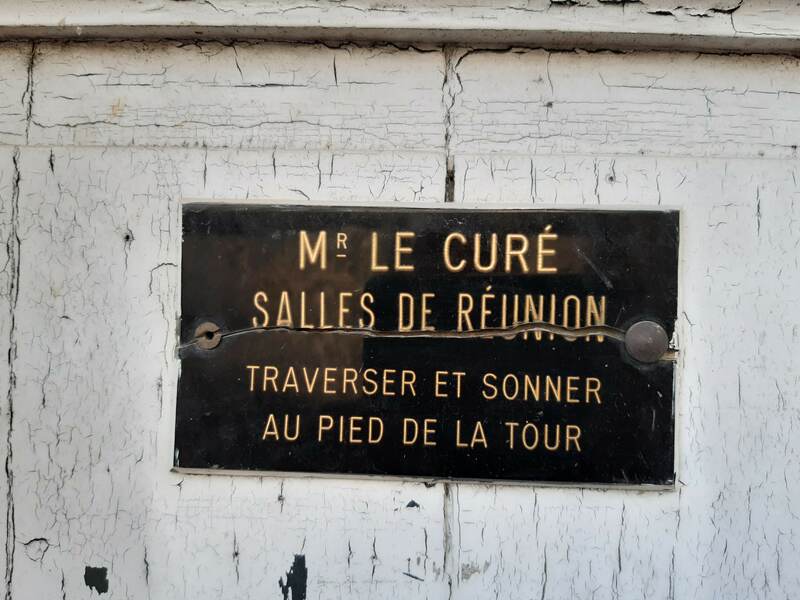 MR LE CURÉ
SALLES DE RÉUNION
TRAVERSER ET SONNER
AU PIED DE LA TOUR